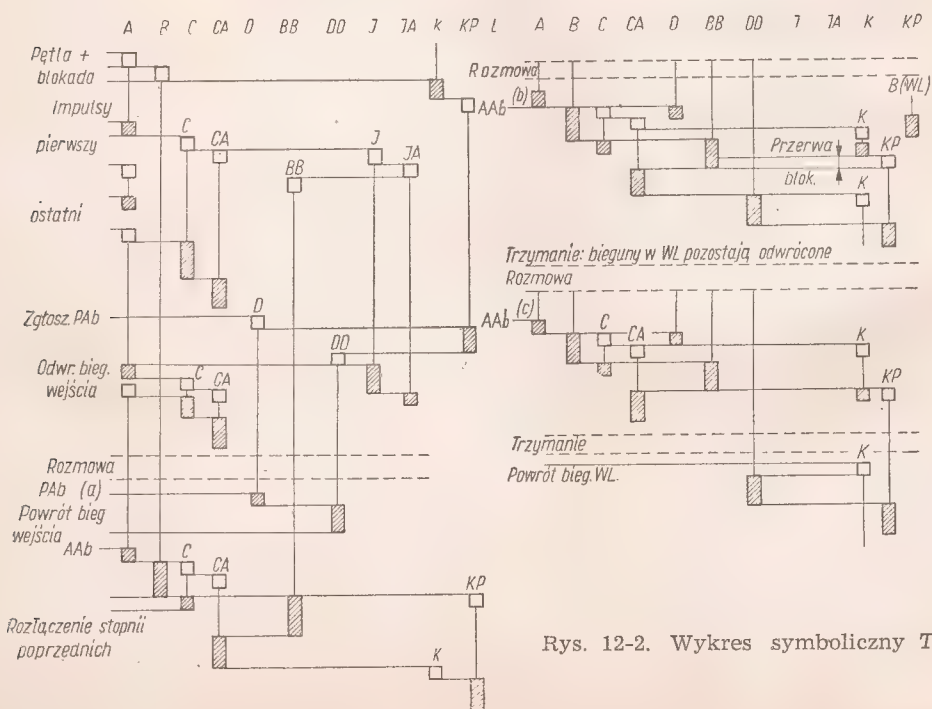 A B C CA D BB DD J JA K KP L A B C CA D BB DD J JA K KP
Pętla +
blokada
Impulsy
pierwszy
C
CA
J
BB
JA
ostatni
Zgłosz. PAb
D
DD
Odwr. bieg.
wejścia
C
CA
Rozmowa
PAb (a)
Powrót bieg
wejścia
AAb
C
CA
KP
Rozłączenie stopnii
poprzednich
K
Rozmowa
B(WL)
AAb (b)
K
Przerwa
KP
blok.
K
Trzymanie: bieguny w WL pozostają odwrócone
Rozmowa
AAb (c)
C
CA
K
KP
Trzymanie
K
Powrót bieg. WL.
Rys. 12-2. Wykres symboliczny T